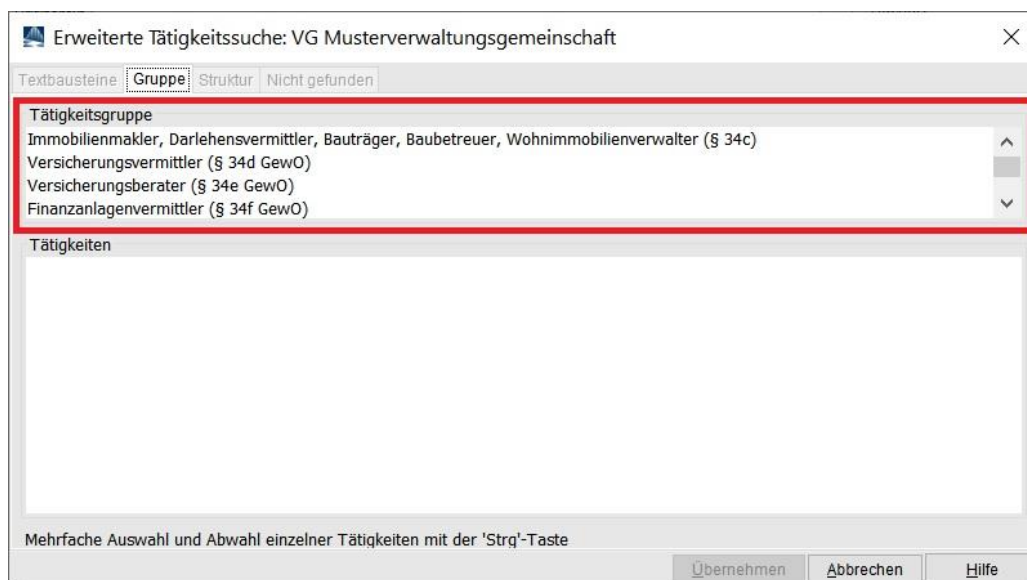 Erweiterte Tätigkeitssuche: VG Musterverwaltungsgemeinschaft
Textbausteine Gruppe Struktur Nicht gefunden
Tätigkeitsgruppe
Immobilienmakler, Darlehensvermittler, Bauträger, Baubetreuer, Wohnimmobilienverwalter (§ 34c)
Versicherungsvermittler (§ 34d GewO)
Versicherungsberater (§ 34e GewO)
Finanzanlagenvermittler (§ 34f GewO)
Tätigkeiten
Mehrfache Auswahl und Abwahl einzelner Tätigkeiten mit der 'Strg'-Taste
Übernehmen Abbrechen Hilfe